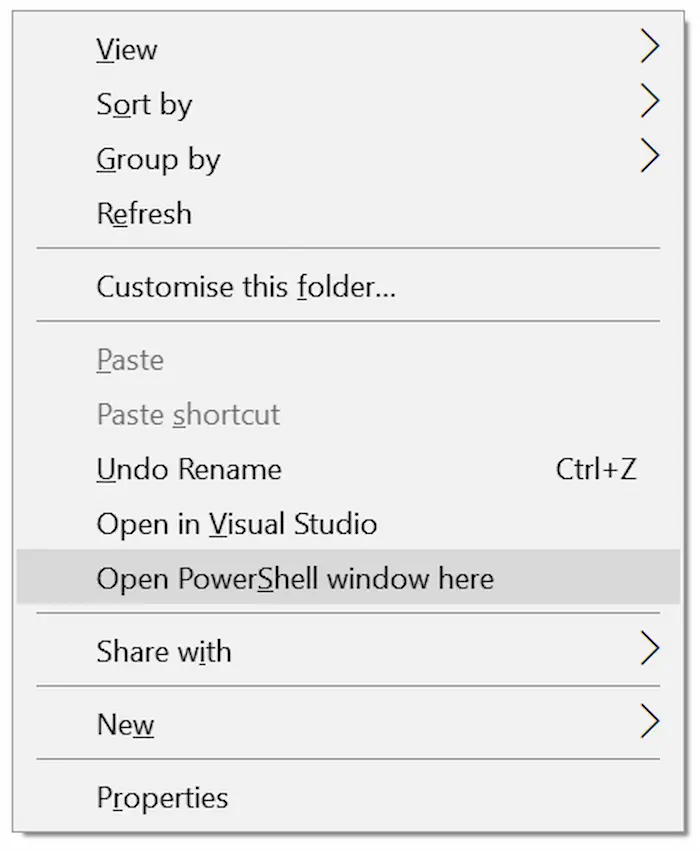 View
Sort by
Group by
Refresh
Customise this folder...
Paste
Paste shortcut
Undo Rename Ctrl+Z
Open in Visual Studio
Open PowerShell window here
Share with
New
Properties